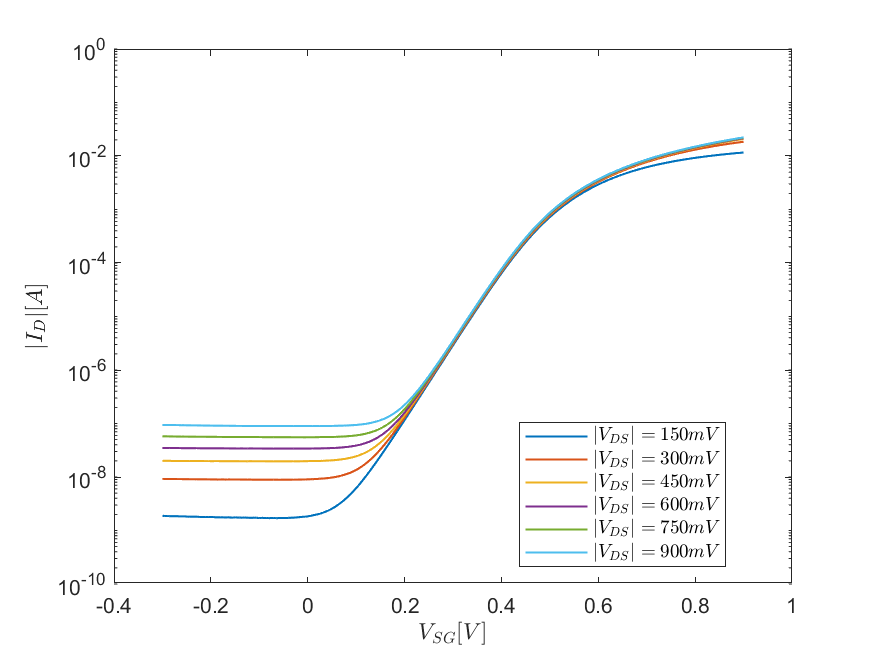 10^0
10^-2
10^-4
10^-6
10^-8
10^-10
|I_D|[A]
|V_DS| = 150mV
|V_DS| = 300mV
|V_DS| = 450mV
|V_DS| = 600mV
|V_DS| = 750mV
|V_DS| = 900mV
-0.4 -0.2 0 0.2 0.4 0.6 0.8 1
V_SG[V]